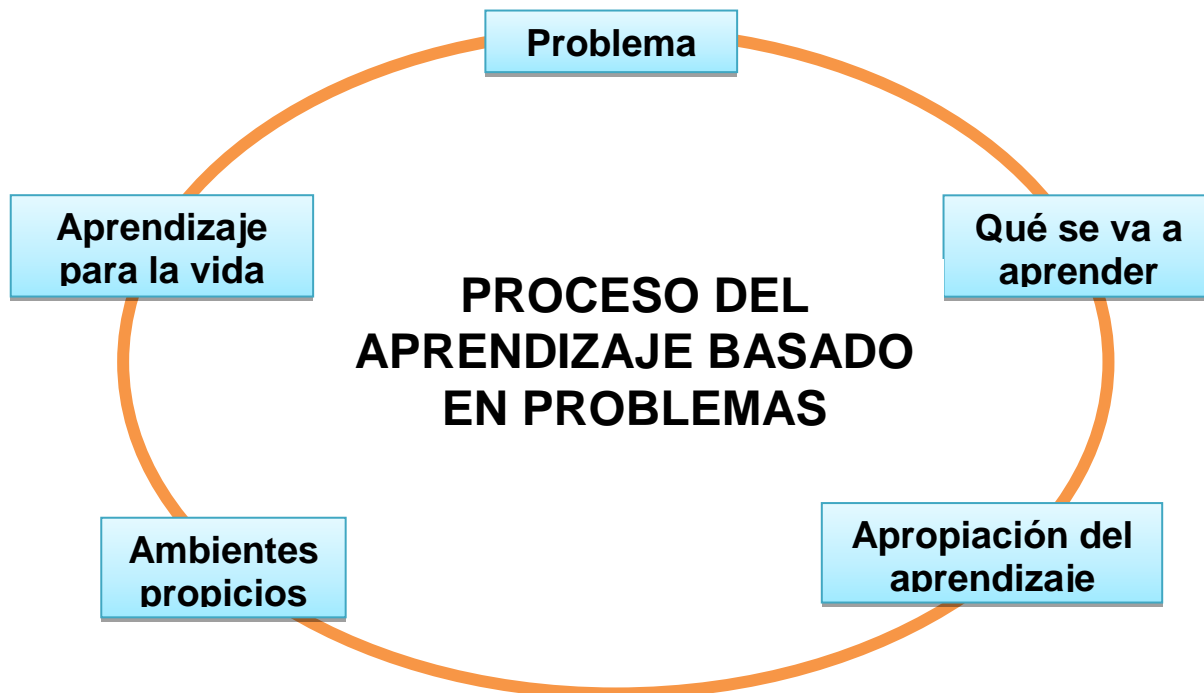 Problema
Qué se va a
aprender
Aprendizaje
para la vida
PROCESO DEL
APRENDIZAJE BASADO
EN PROBLEMAS
Apropiación del
aprendizaje
Ambientes
propicios